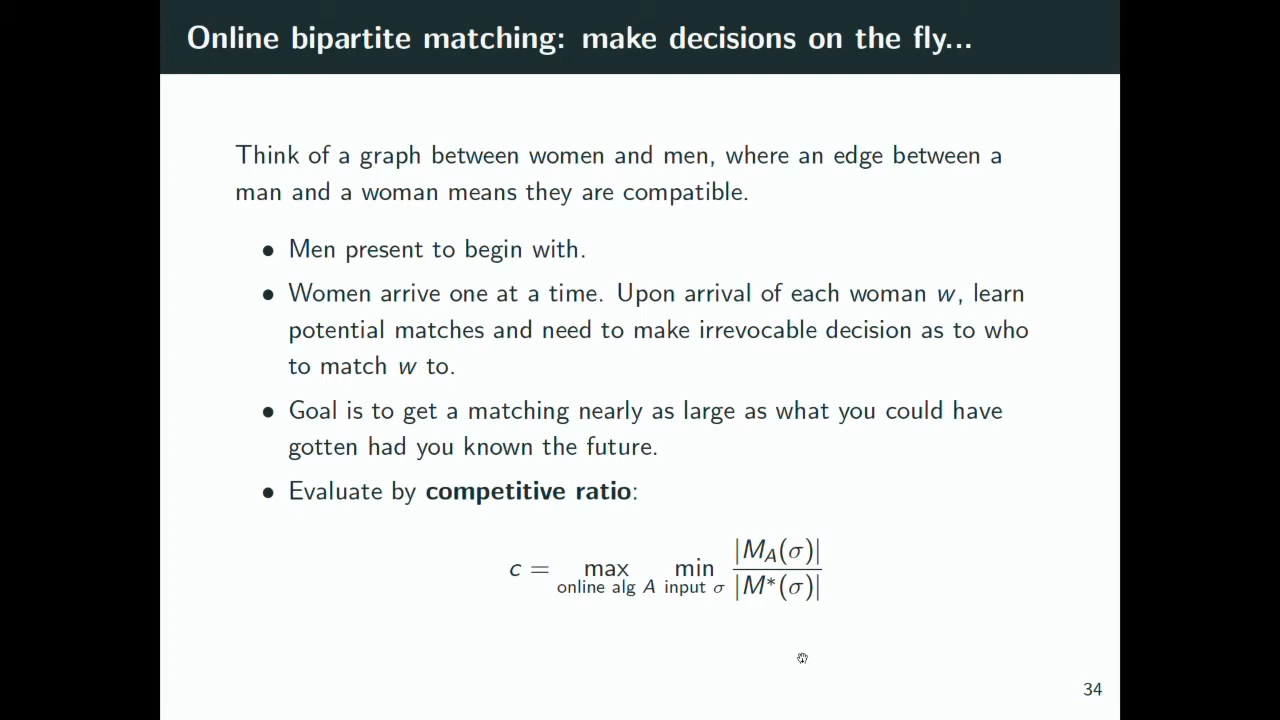 Online bipartite matching: make decisions on the fly...
Think of a graph between women and men, where an edge between a
man and a woman means they are compatible.
• Men present to begin with.
• Women arrive one at a time. Upon arrival of each woman w, learn
potential matches and need to make irrevocable decision as to who
to match w to.
• Goal is to get a matching nearly as large as what you could have
gotten had you known the future.
• Evaluate by competitive ratio:
c = max_{online alg A} min_{input σ} |M_A(σ)| / |M*(σ)|
34